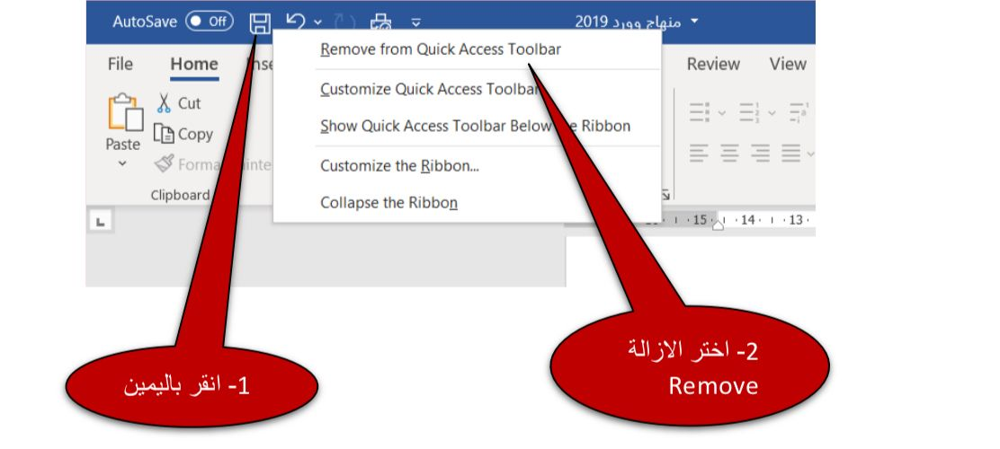 AutoSave Off
منهاج وورد 2019
Remove from Quick Access Toolbar
File Home Inse Review View
Customize Quick Access Toolbar
Cut
Copy
Show Quick Access Toolbar Below the Ribbon
Paste
Customize the Ribbon...
Clipboard
Collapse the Ribbon
15 14 13
1- انقر باليمين
2- اختر الازالة
Remove